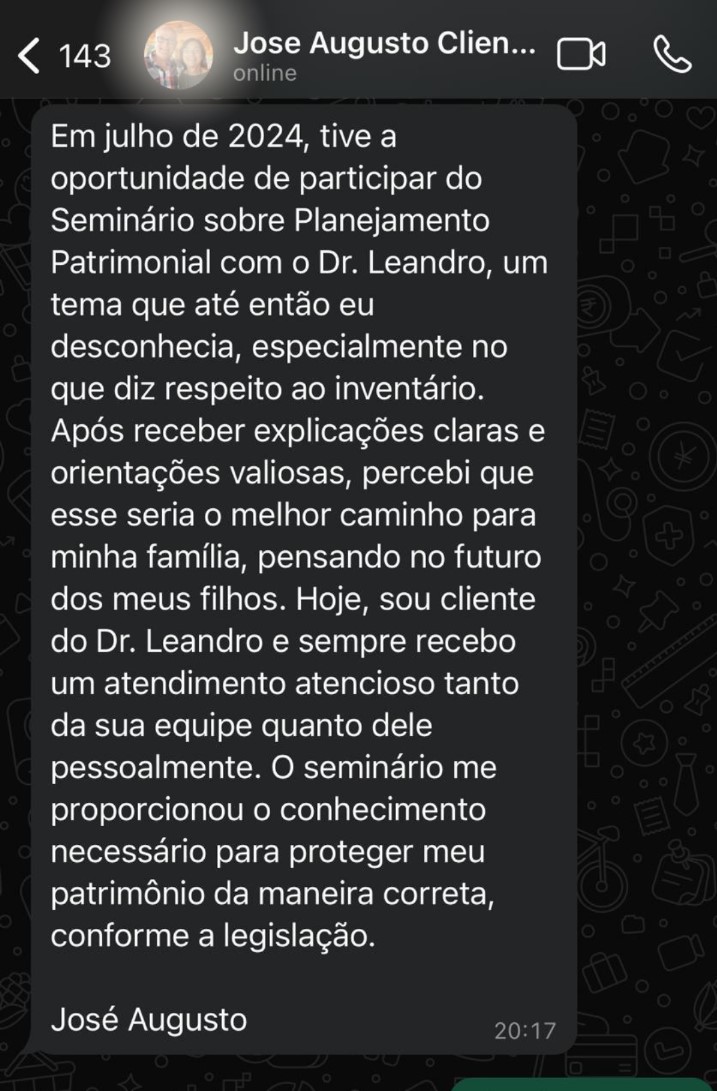 143
Jose Augusto Clien...
online
Em julho de 2024, tive a
oportunidade de participar do
Seminário sobre Planejamento
Patrimonial com o Dr. Leandro, um
tema que até então eu
desconhecia, especialmente no
que diz respeito ao inventário.
Após receber explicações claras e
orientações valiosas, percebi que
esse seria o melhor caminho para
minha família, pensando no futuro
dos meus filhos. Hoje, sou cliente
do Dr. Leandro e sempre recebo
um atendimento atencioso tanto
da sua equipe quanto dele
pessoalmente. O seminário me
proporcionou o conhecimento
necessário para proteger meu
patrimônio da maneira correta,
conforme a legislação.
José Augusto
20:17